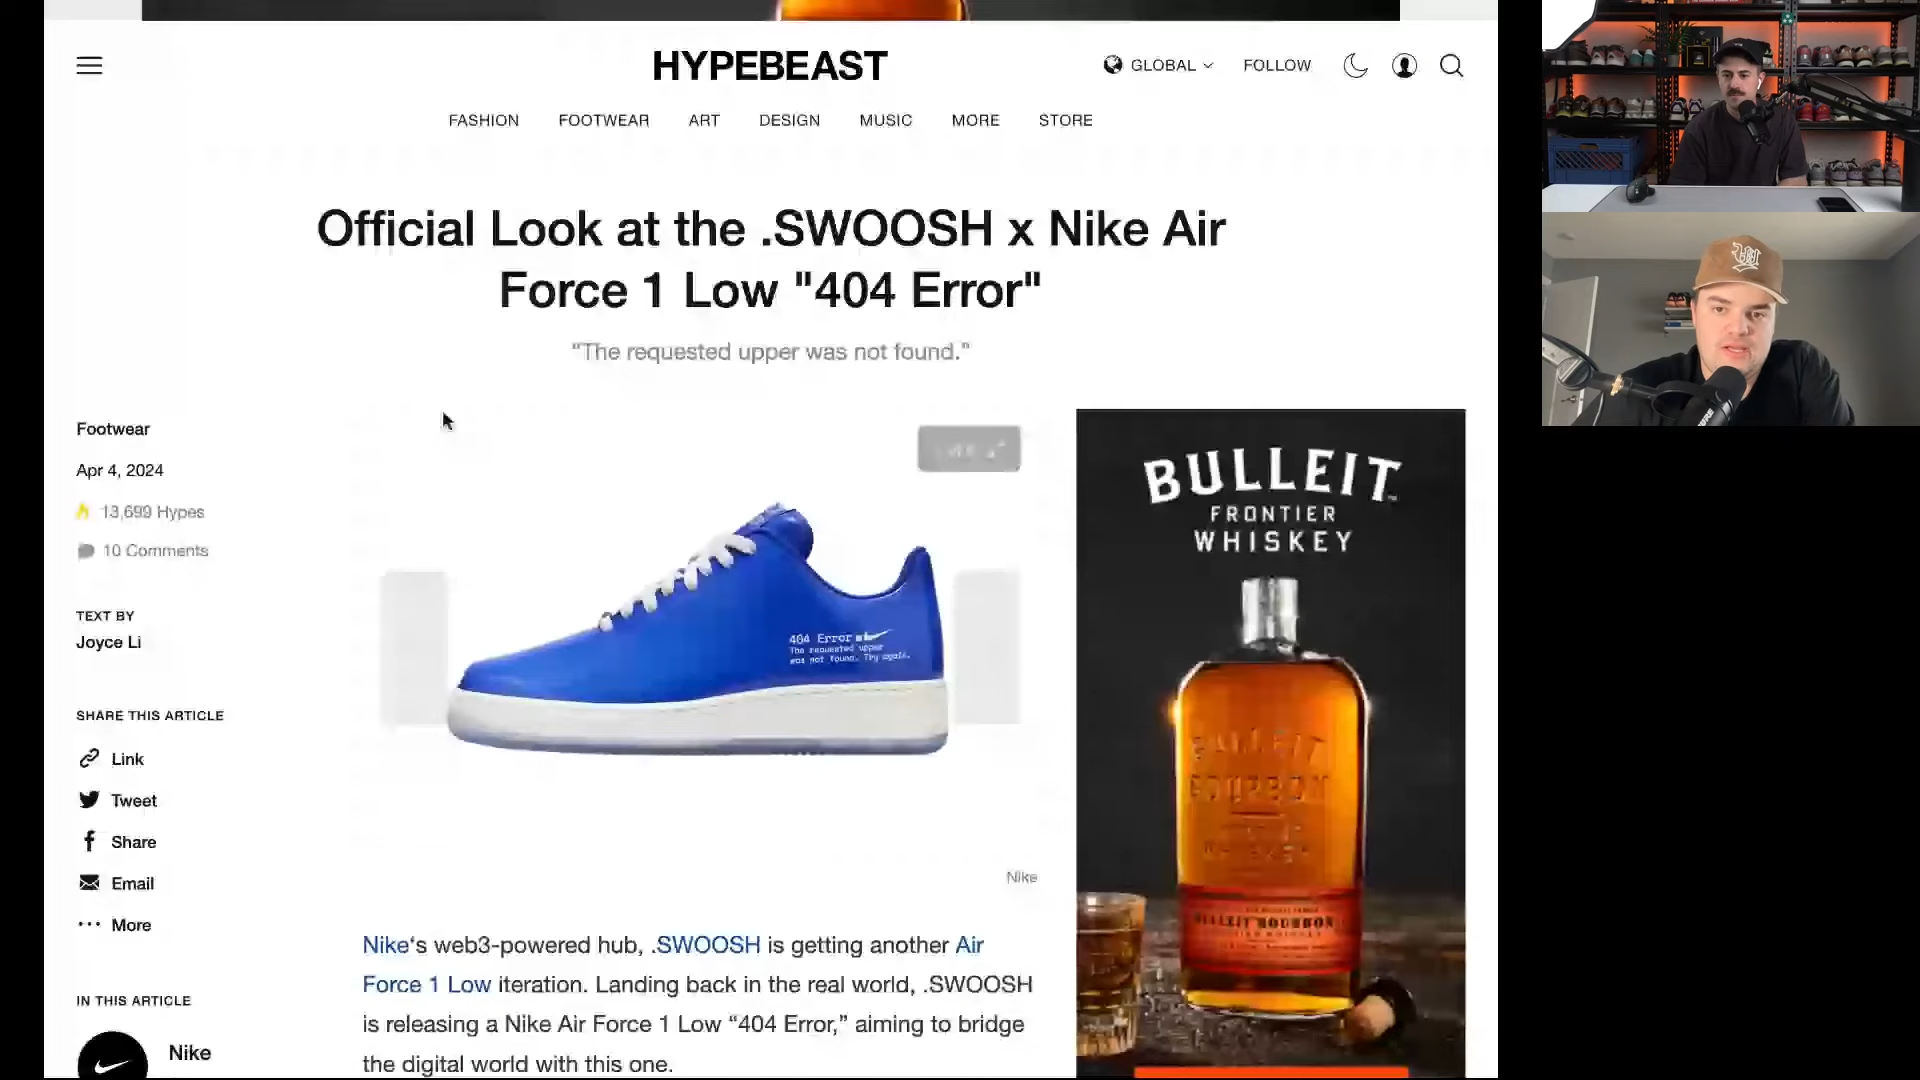 HYPEBEAST
GLOBAL
FOLLOW
FASHION
FOOTWEAR
ART
DESIGN
MUSIC
MORE
STORE
Official Look at the .SWOOSH x Nike Air
Force 1 Low "404 Error"
"The requested upper was not found."
Footwear
Apr 4, 2024
13,699 Hypes
10 Comments
TEXT BY
Joyce Li
SHARE THIS ARTICLE
Link
Tweet
Share
Email
More
IN THIS ARTICLE
Nike
404 Error
The requested upper
was not found. Try again.
Nike
Nike‘s web3-powered hub, .SWOOSH is getting another Air
Force 1 Low iteration. Landing back in the real world, .SWOOSH
is releasing a Nike Air Force 1 Low “404 Error,” aiming to bridge
the digital world with this one.
BULLEIT
FRONTIER
WHISKEY
BULLEIT
BOURBON
BULLEIT BOURBON